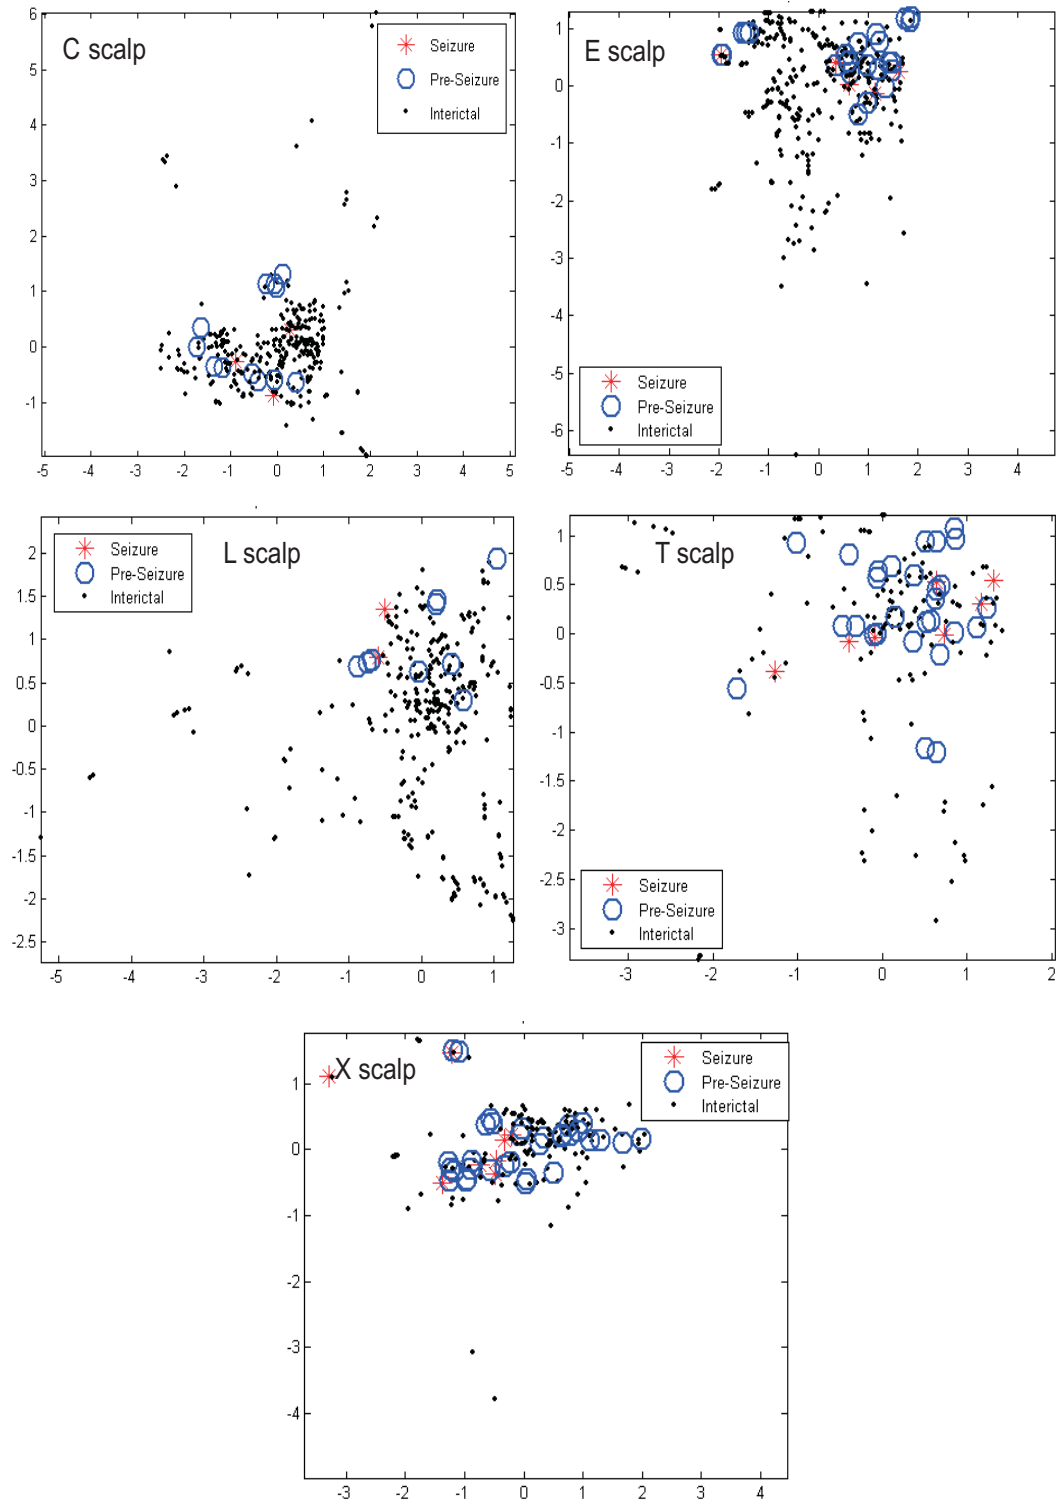 C scalp
Seizure
Pre-Seizure
Interictal
6
5
4
3
2
1
0
-1
-5 -4 -3 -2 -1 0 1 2 3 4 5
E scalp
1
0
-1
-2
-3
-4
-5
-6
Seizure
Pre-Seizure
Interictal
-5 -4 -3 -2 -1 0 1 2 3 4
L scalp
Seizure
Pre-Seizure
Interictal
2
1.5
1
0.5
0
-0.5
-1
-1.5
-2
-2.5
-5 -4 -3 -2 -1 0 1
T scalp
1
0.5
0
-0.5
-1
-1.5
-2
-2.5
-3
Seizure
Pre-Seizure
Interictal
-3 -2 -1 0 1 2
X scalp
Seizure
Pre-Seizure
Interictal
1
0
-1
-2
-3
-4
-3 -2 -1 0 1 2 3 4